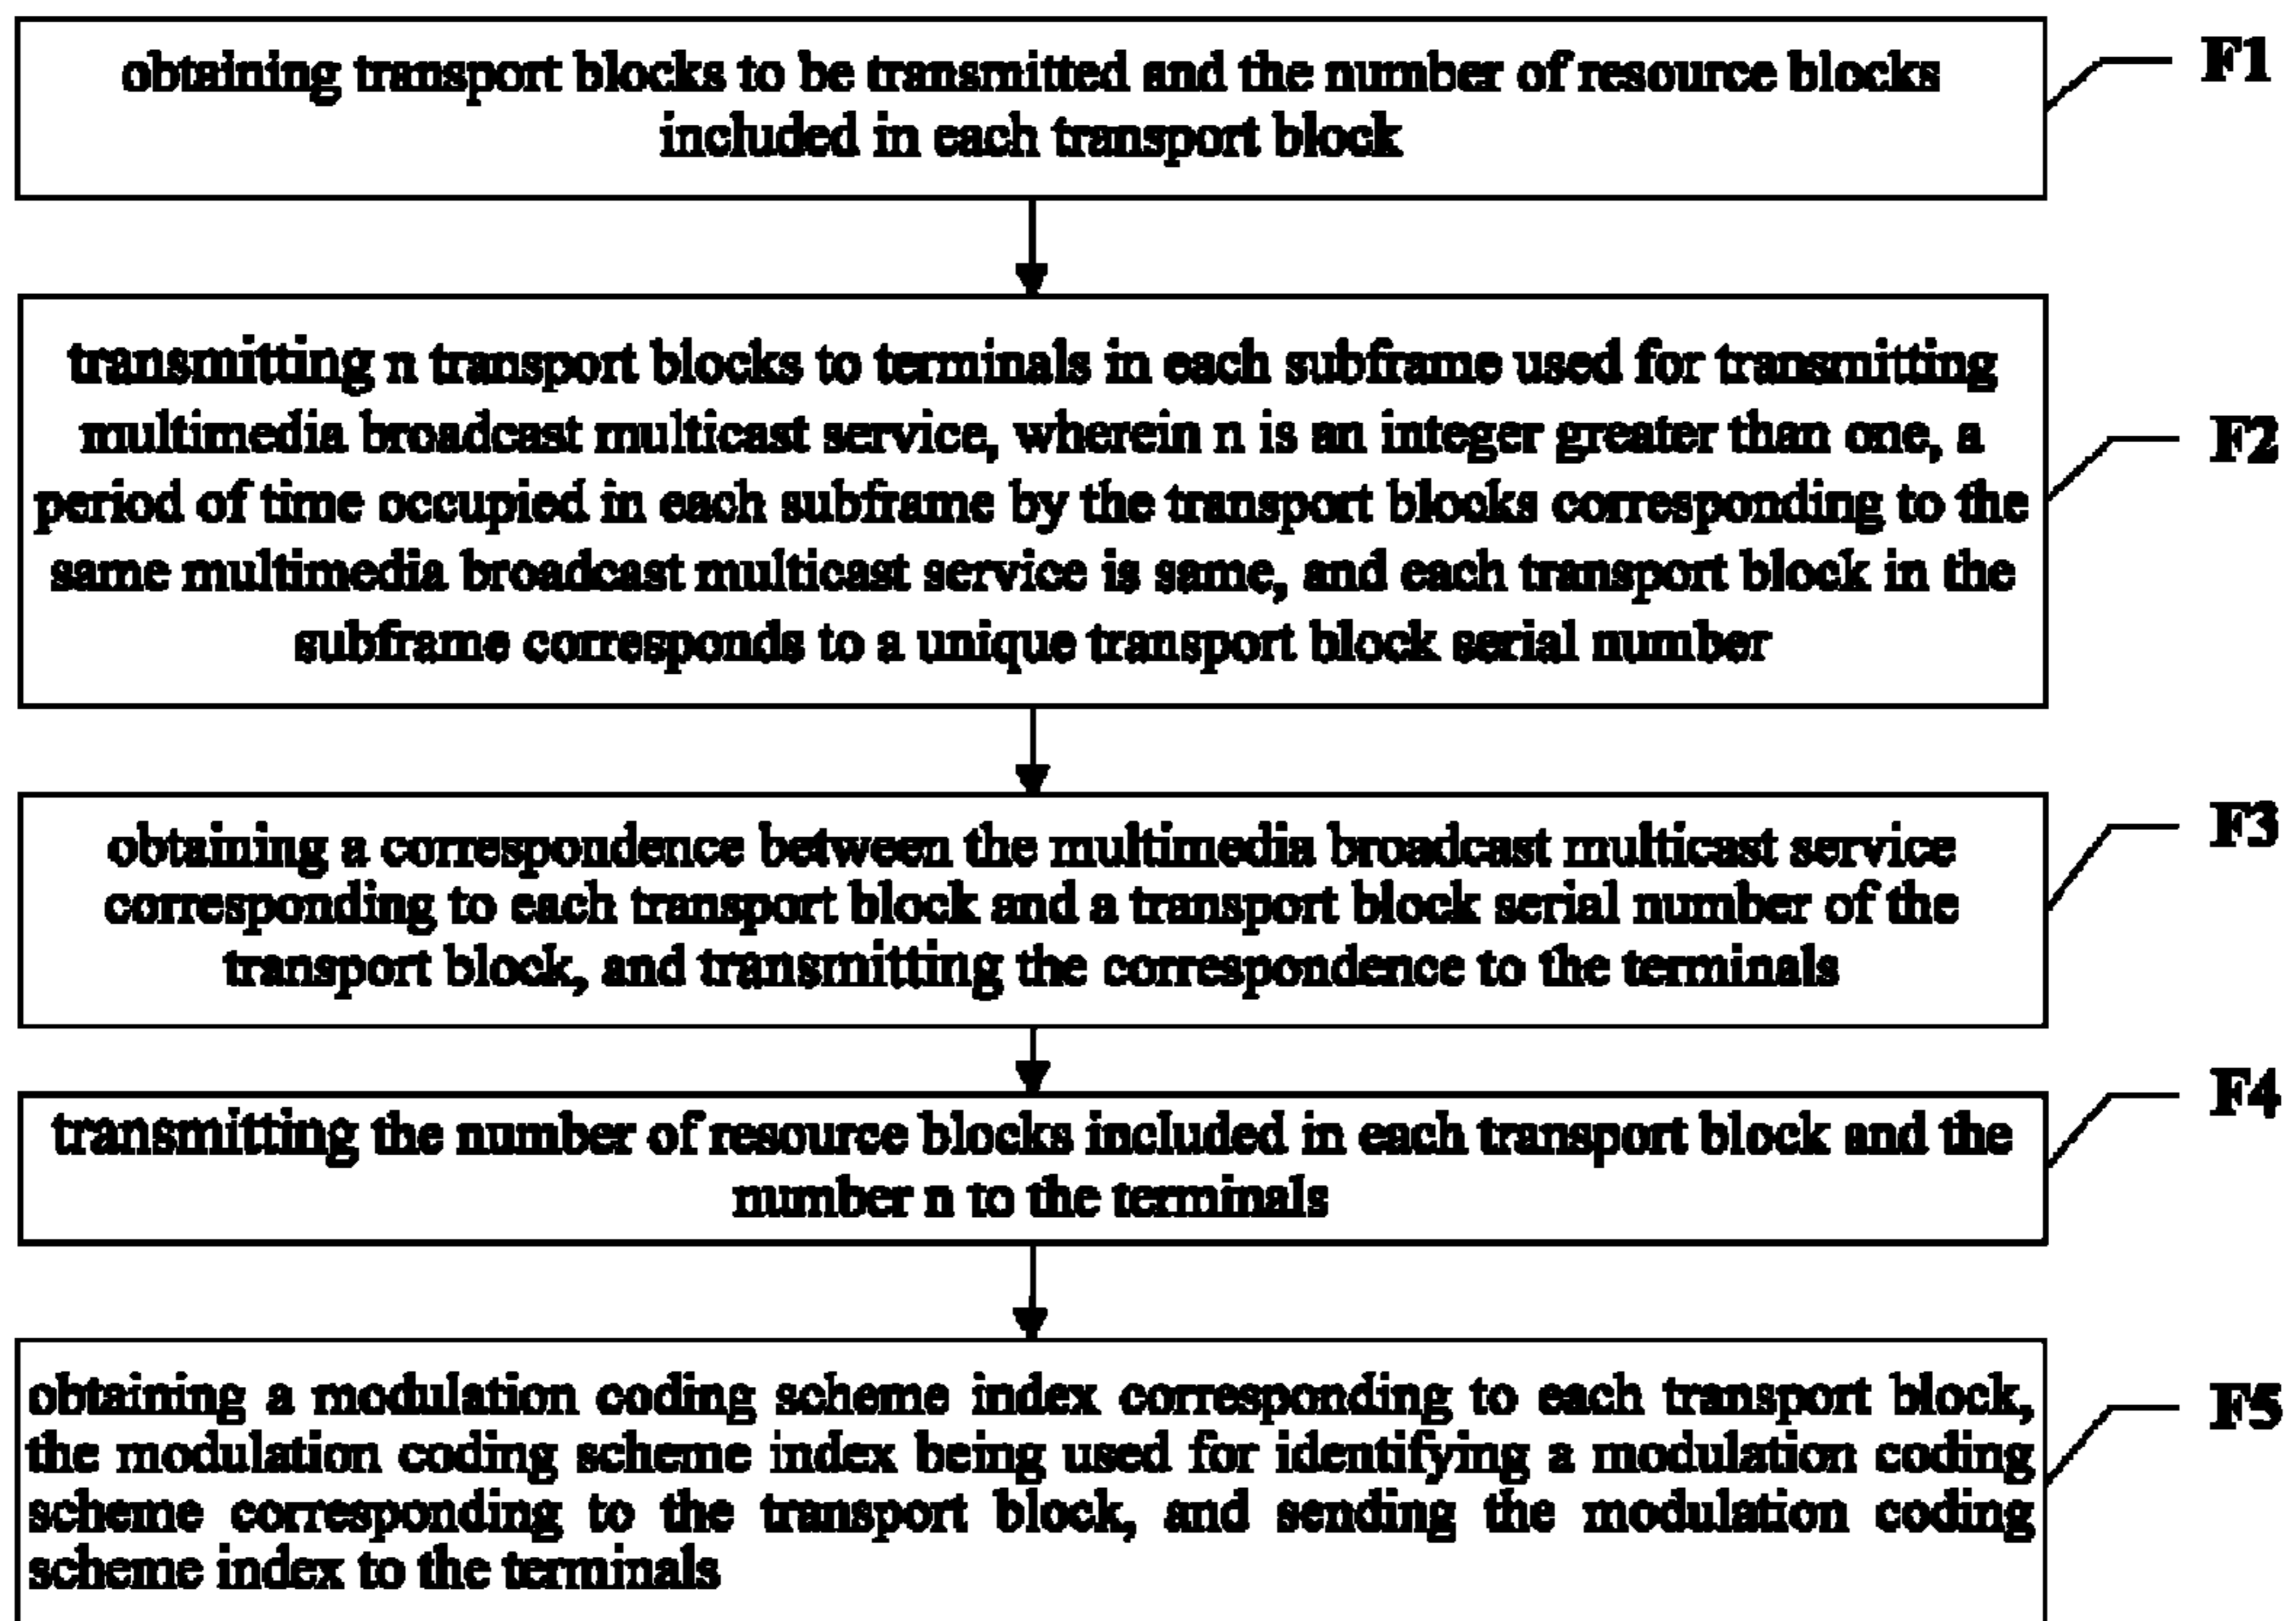 obtaining transport blocks to be transmitted and the number of resource blocks
included in each transport block
F1
transmitting n transport blocks to terminals in each subframe used for transmitting
multimedia broadcast multicast service, wherein n is an integer greater than one, a
period of time occupied in each subframe by the transport blocks corresponding to the
same multimedia broadcast multicast service is same, and each transport block in the
subframe corresponds to a unique transport block serial number
F2
obtaining a correspondence between the multimedia broadcast multicast service
corresponding to each transport block and a transport block serial number of the
transport block, and transmitting the correspondence to the terminals
F3
transmitting the number of resource blocks included in each transport block and the
number n to the terminals
F4
obtaining a modulation coding scheme index corresponding to each transport block,
the modulation coding scheme index being used for identifying a modulation coding
scheme corresponding to the transport block, and sending the modulation coding
scheme index to the terminals
F5